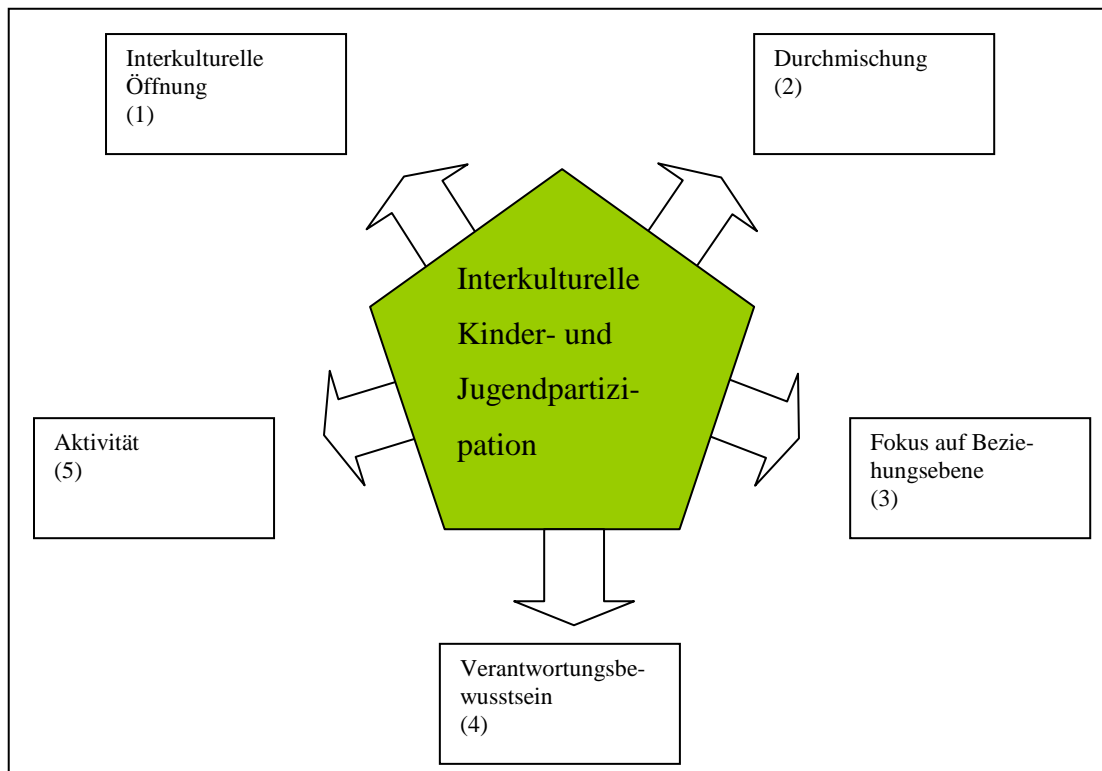 Interkulturelle
Öffnung
(1)
Durchmischung
(2)
Interkulturelle
Kinder- und
Jugendpartizi-
pation
Aktivität
(5)
Fokus auf Bezie-
hungsebene
(3)
Verantwortungsbe-
wusstsein
(4)